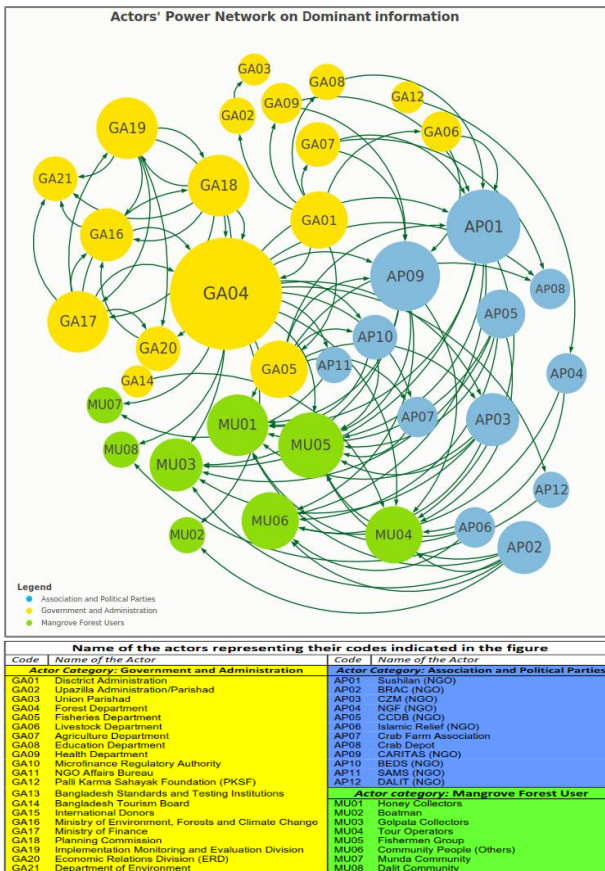 Actors' Power Network on Dominant information
GA03
GA08
GA12
GA09
GA02
GA06
GA19
GA07
GA21
GA18
GA01
AP01
GA16
AP09
AP08
GA04
AP05
GA17
AP10
GA20
AP11
AP04
GA05
GA14
MU07
AP07
AP03
MU01
MU05
MU08
MU03
AP12
MU06
AP06
MU02
MU04
AP02
Legend
Association and Political Parties
Government and Administration
Mangrove Forest Users
Name of the actors representing their codes indicated in the figure
Code Name of the Actor Code Name of the Actor
Actor Category: Government and Administration Actor Category: Association and Political Parties
GA01 Disctrict Administration AP01 Sushilan (NGO)
GA02 Upazilla Administration/Parishad AP02 BRAC (NGO)
GA03 Union Parishad AP03 CZM (NGO)
GA04 Forest Department AP04 NGF (NGO)
GA05 Fisheries Department AP05 CCDB (NGO)
GA06 Livestock Department AP06 Islamic Relief (NGO)
GA07 Agriculture Department AP07 Crab Farm Association
GA08 Education Department AP08 Crab Depot
GA09 Health Department AP09 CARITAS (NGO)
GA10 Microfinance Regulatory Authority AP10 BEDS (NGO)
GA11 NGO Affairs Bureau AP11 SAMS (NGO)
GA12 Palli Karma Sahayak Foundation (PKSF) AP12 DALIT (NGO)
GA13 Bangladesh Standards and Testing Institutions Actor category: Mangrove Forest User
GA14 Bangladesh Tourism Board MU01 Honey Collectors
GA15 International Donors MU02 Boatman
GA16 Ministry of Environment, Forests and Climate Change MU03 Golpata Collectors
GA17 Ministry of Finance MU04 Tour Operators
GA18 Planning Commission MU05 Fishermen Group
GA19 Implementation Monitoring and Evaluation Division MU06 Community People (Others)
GA20 Economic Relations Division (ERD) MU07 Munda Community
GA21 Department of Environment MU08 Dalit Community